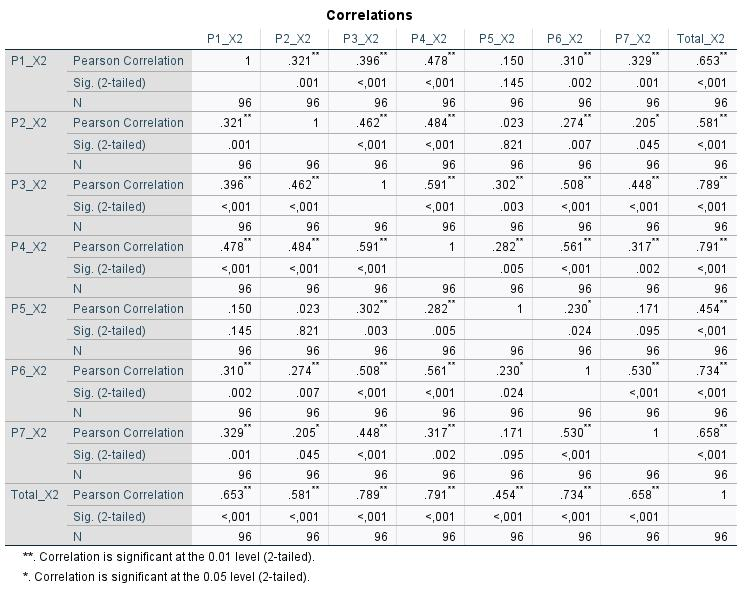 Correlations
P1_X2 P2_X2 P3_X2 P4_X2 P5_X2 P6_X2 P7_X2 Total_X2
P1_X2 Pearson Correlation 1 .321** .396** .478** .150 .310** .329** .653**
Sig. (2-tailed) .001 <,001 <,001 .145 .002 .001 <,001
N 96 96 96 96 96 96 96 96
P2_X2 Pearson Correlation .321** 1 .462** .484** .023 .274** .205* .581**
Sig. (2-tailed) .001 <,001 <,001 .821 .007 .045 <,001
N 96 96 96 96 96 96 96 96
P3_X2 Pearson Correlation .396** .462** 1 .591** .302** .508** .448** .789**
Sig. (2-tailed) <,001 <,001 <,001 .003 <,001 <,001 <,001
N 96 96 96 96 96 96 96 96
P4_X2 Pearson Correlation .478** .484** .591** 1 .282** .561** .317** .791**
Sig. (2-tailed) <,001 <,001 <,001 .005 <,001 .002 <,001
N 96 96 96 96 96 96 96 96
P5_X2 Pearson Correlation .150 .023 .302** .282** 1 .230* .171 .454**
Sig. (2-tailed) .145 .821 .003 .005 .024 .095 <,001
N 96 96 96 96 96 96 96 96
P6_X2 Pearson Correlation .310** .274** .508** .561** .230* 1 .530** .734**
Sig. (2-tailed) .002 .007 <,001 <,001 .024 <,001 <,001
N 96 96 96 96 96 96 96 96
P7_X2 Pearson Correlation .329** .205* .448** .317** .171 .530** 1 .658**
Sig. (2-tailed) .001 .045 <,001 .002 .095 <,001 <,001
N 96 96 96 96 96 96 96 96
Total_X2 Pearson Correlation .653** .581** .789** .791** .454** .734** .658** 1
Sig. (2-tailed) <,001 <,001 <,001 <,001 <,001 <,001 <,001
N 96 96 96 96 96 96 96 96
**. Correlation is significant at the 0.01 level (2-tailed).
*. Correlation is significant at the 0.05 level (2-tailed).